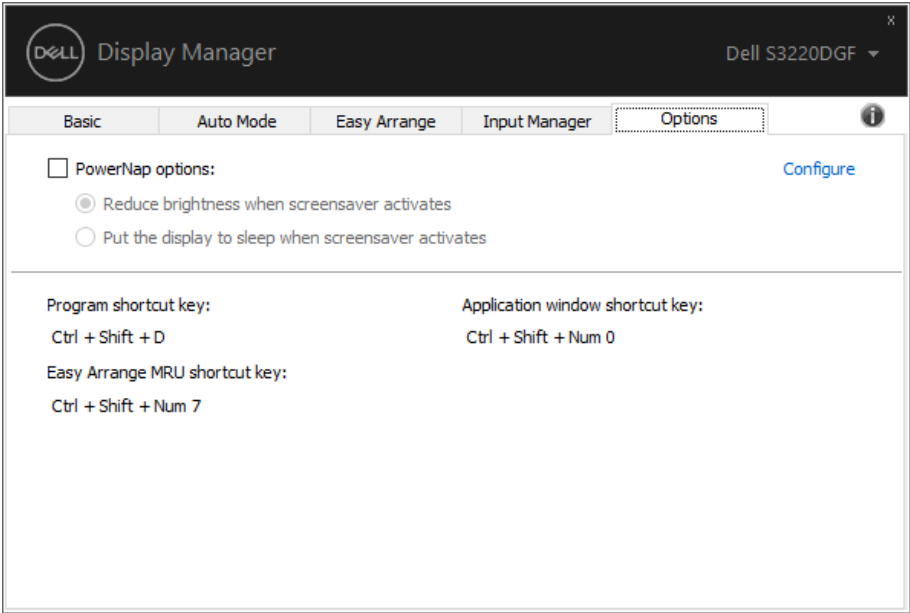 x
DELL Display Manager Dell S3220DGF
Basic Auto Mode Easy Arrange Input Manager Options i
PowerNap options: Configure
Reduce brightness when screensaver activates
Put the display to sleep when screensaver activates
Program shortcut key: Application window shortcut key:
Ctrl + Shift + D Ctrl + Shift + Num 0
Easy Arrange MRU shortcut key:
Ctrl + Shift + Num 7